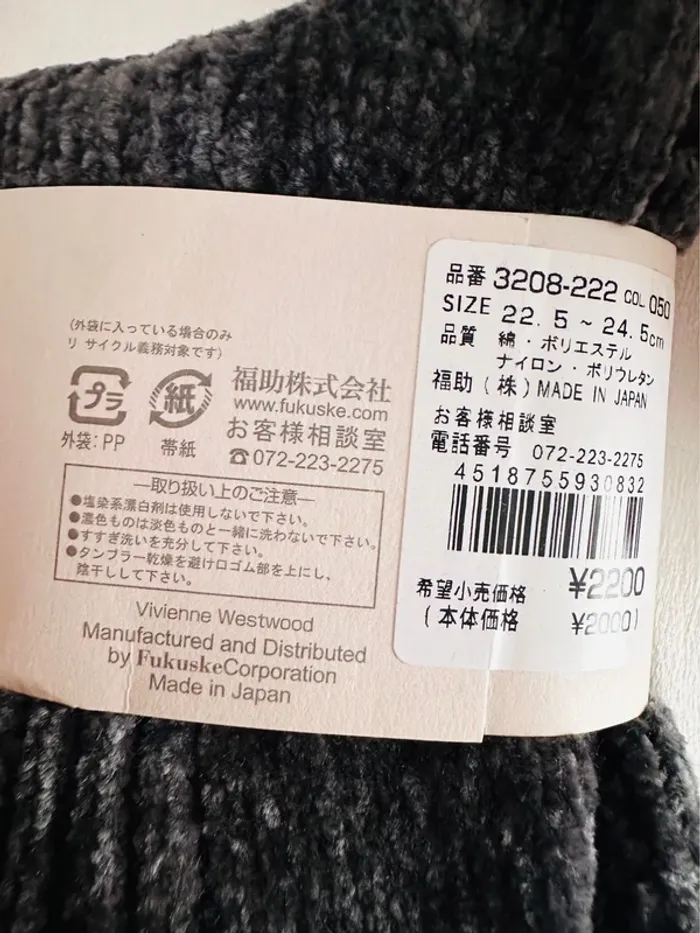 (外袋に入っている場合のみ
リサイクル義務対象です)
プラ
紙
外袋: PP
帯紙
福助株式会社
www.fukuske.com
お客様相談室
☎072-223-2275
―取り扱い上のご注意―
●塩染系漂白剤は使用しないで下さい。
●濃色ものは淡色ものと一緒に洗わないで下さい。
●すすぎ洗いを充分して下さい。
●タンブラー乾燥を避け口ゴム部を上にし、
陰干しして下さい。
Vivienne Westwood
Manufactured and Distributed
by FukuskeCorporation
Made in Japan
品番 3208-222 COL 050
SIZE 22.5~24.5cm
品質 綿・ポリエステル
ナイロン・ポリウレタン
福助(株) MADE IN JAPAN
お客様相談室
電話番号 072-223-2275
4518755930832
希望小売価格 ¥2200
(本体価格 ¥2000)